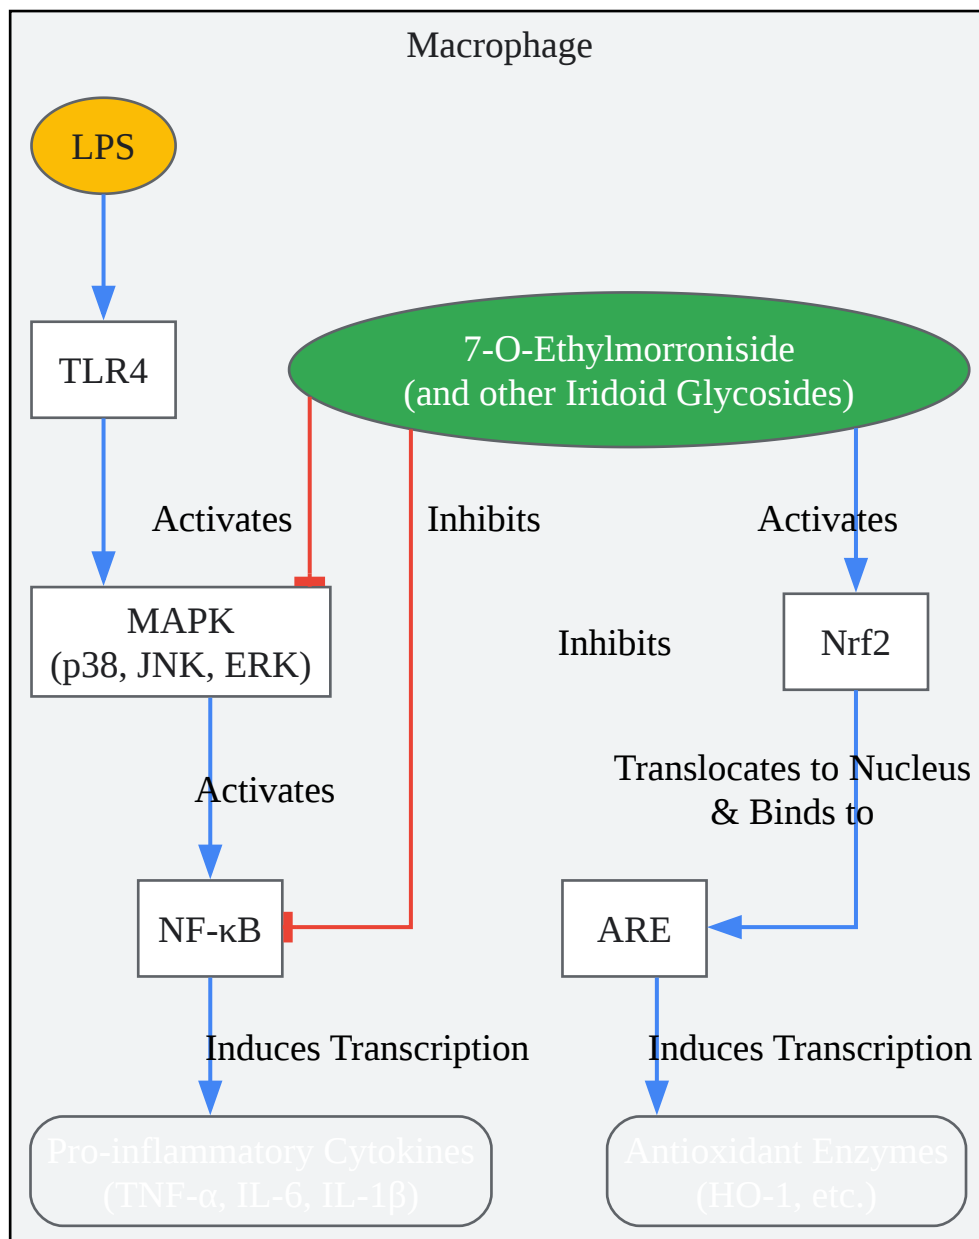 Macrophage
LPS
TLR4
7-O-Ethylmorroniside
(and other Iridoid Glycosides)
Activates
Inhibits
Activates
MAPK
(p38, JNK, ERK)
Inhibits
Nrf2
Activates
Translocates to Nucleus
& Binds to
NF-κB
ARE
Induces Transcription
Induces Transcription
Pro-inflammatory Cytokines
(TNF-α, IL-6, IL-1β)
Antioxidant Enzymes
(HO-1, etc.)